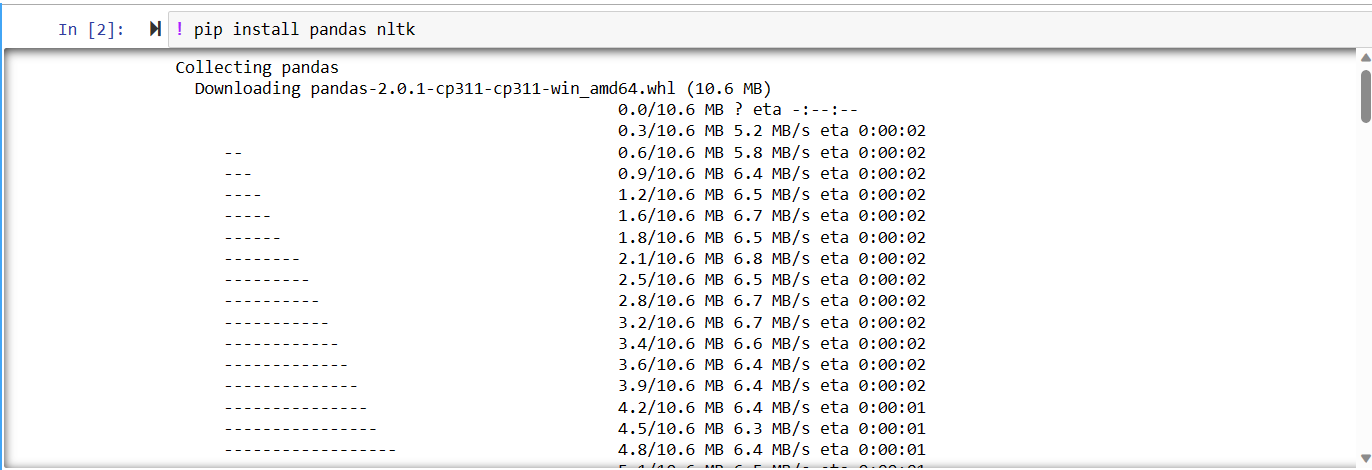 In [2]: ! pip install pandas nltk
Collecting pandas
Downloading pandas-2.0.1-cp311-cp311-win_amd64.whl (10.6 MB)
0.0/10.6 MB ? eta -:--:--
0.3/10.6 MB 5.2 MB/s eta 0:00:02
-- 0.6/10.6 MB 5.8 MB/s eta 0:00:02
--- 0.9/10.6 MB 6.4 MB/s eta 0:00:02
---- 1.2/10.6 MB 6.5 MB/s eta 0:00:02
----- 1.6/10.6 MB 6.7 MB/s eta 0:00:02
------ 1.8/10.6 MB 6.5 MB/s eta 0:00:02
-------- 2.1/10.6 MB 6.8 MB/s eta 0:00:02
--------- 2.5/10.6 MB 6.5 MB/s eta 0:00:02
---------- 2.8/10.6 MB 6.7 MB/s eta 0:00:02
----------- 3.2/10.6 MB 6.7 MB/s eta 0:00:02
------------ 3.4/10.6 MB 6.6 MB/s eta 0:00:02
------------- 3.6/10.6 MB 6.4 MB/s eta 0:00:02
-------------- 3.9/10.6 MB 6.4 MB/s eta 0:00:02
--------------- 4.2/10.6 MB 6.4 MB/s eta 0:00:01
---------------- 4.5/10.6 MB 6.3 MB/s eta 0:00:01
------------------ 4.8/10.6 MB 6.4 MB/s eta 0:00:01